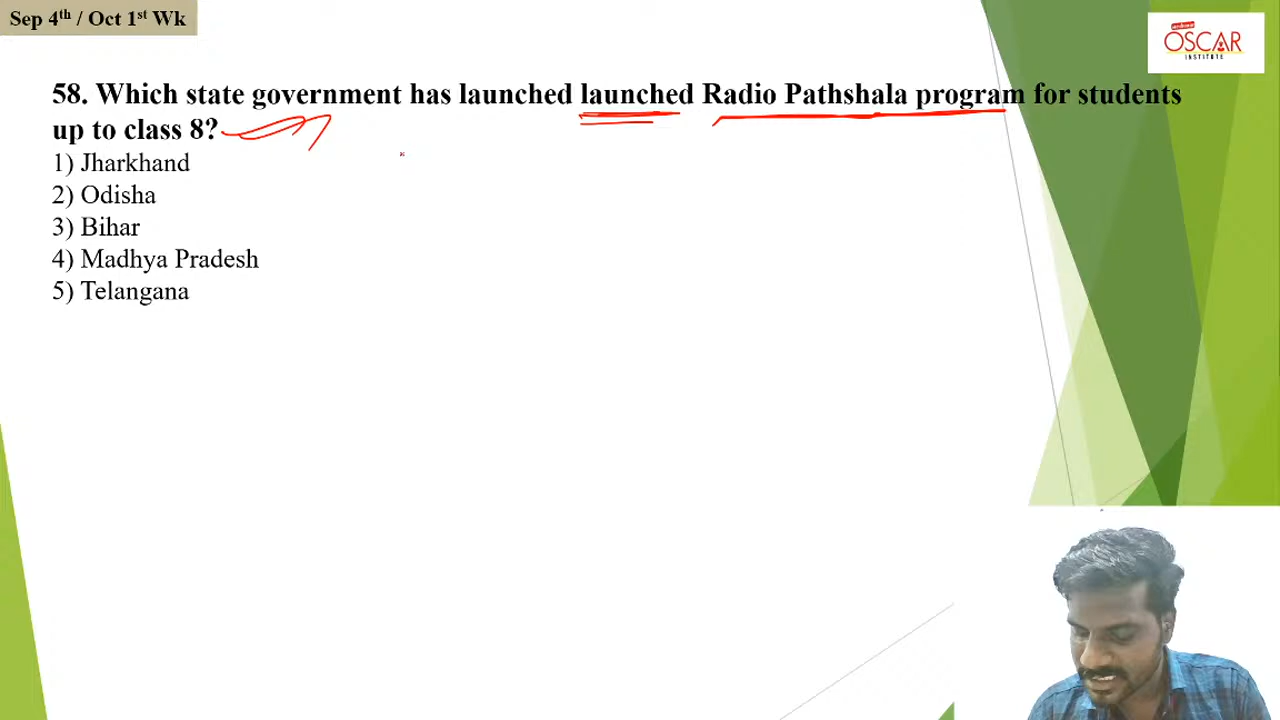 Sep 4th / Oct 1st Wk
OSCAR
INSTITUTE
58. Which state government has launched launched Radio Pathshala program for students
up to class 8?
1) Jharkhand
2) Odisha
3) Bihar
4) Madhya Pradesh
5) Telangana